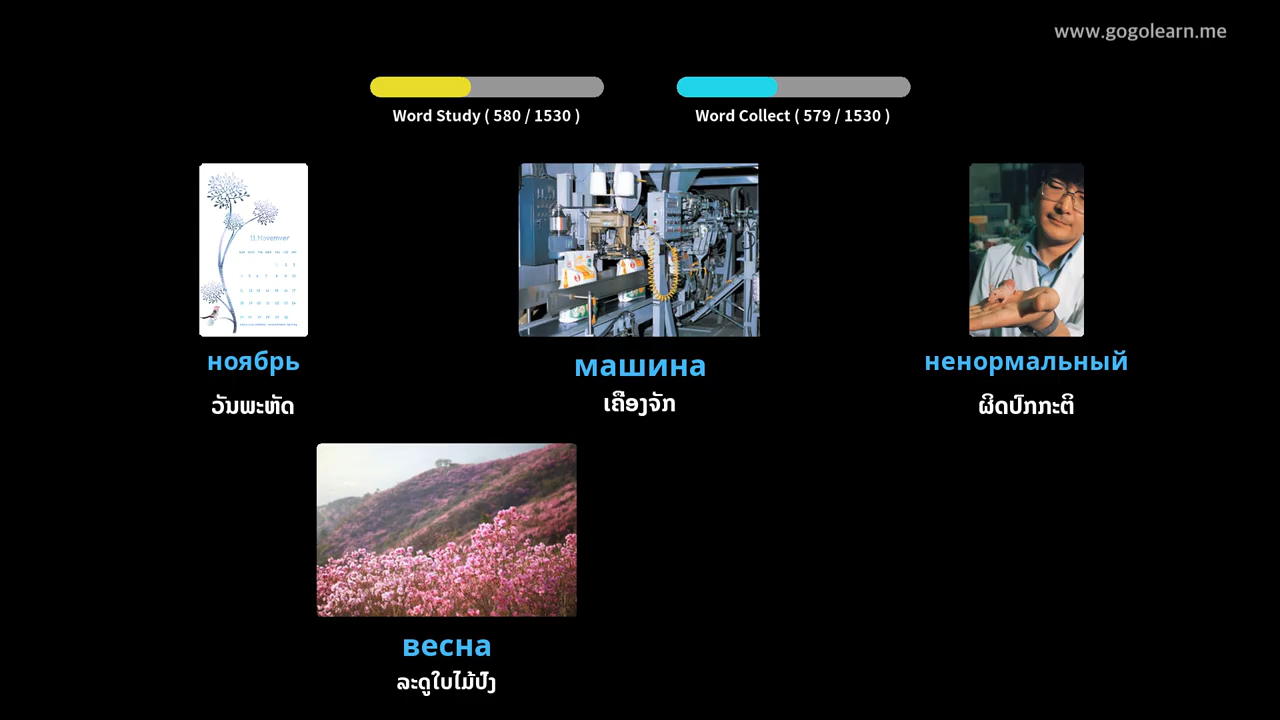 www.gogolearn.me
Word Study ( 580 / 1530 )
Word Collect ( 579 / 1530 )
11.Novemver
ноябрь
машина
ненормальный
ວັນພະຫັດ
ເຄືອງຈັກ
ຜິດປົກກະຕິ
весна
ລະດູໃບໄມ້ປົ່ງ